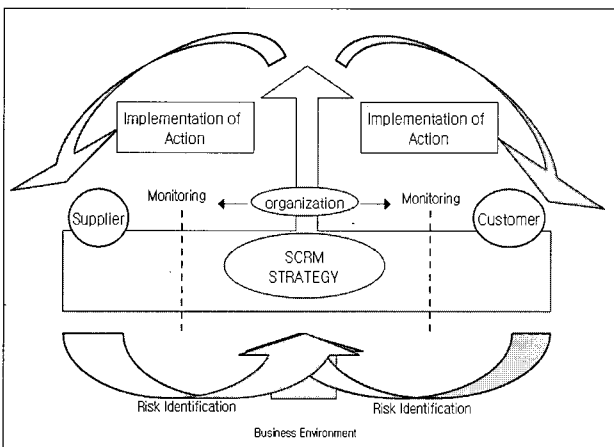 Implementation of
Action
Implementation of
Action
Monitoring
organization
Monitoring
Supplier
Customer
SCRM
STRATEGY
Risk Identification
Risk Identification
Business Environment